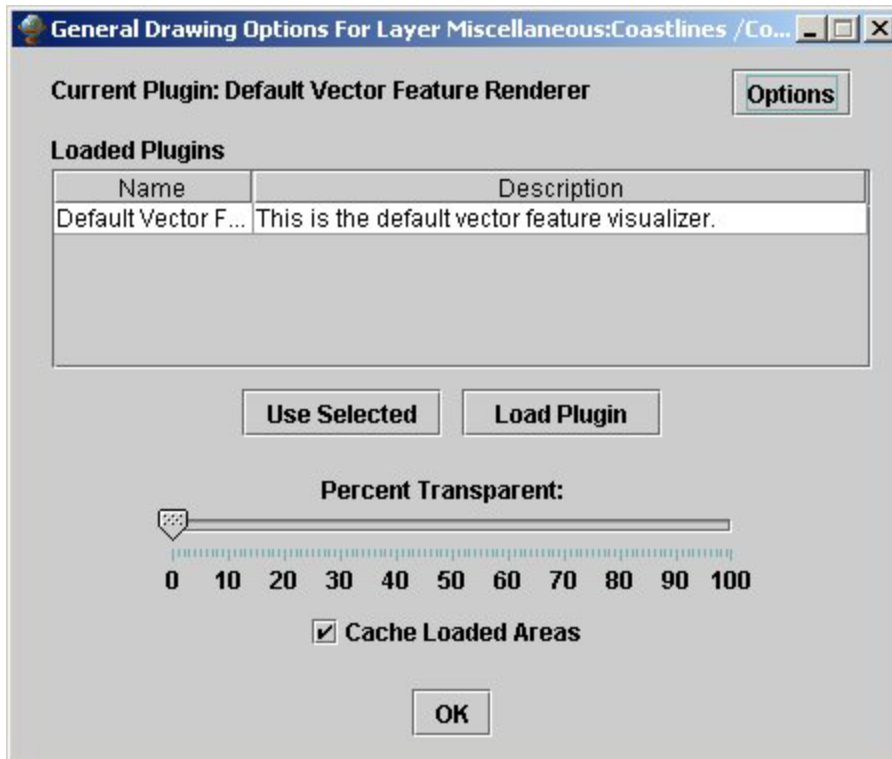 General Drawing Options For Layer Miscellaneous:Coastlines /Co...
Current Plugin: Default Vector Feature Renderer
Options
Loaded Plugins
Name Description
Default Vector F... This is the default vector feature visualizer.
Use Selected Load Plugin
Percent Transparent:
0 10 20 30 40 50 60 70 80 90 100
Cache Loaded Areas
OK